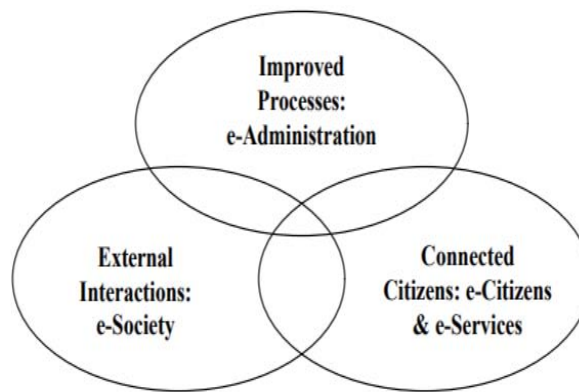 Improved
Processes:
e-Administration
External
Interactions:
e-Society
Connected
Citizens: e-Citizens
& e-Services